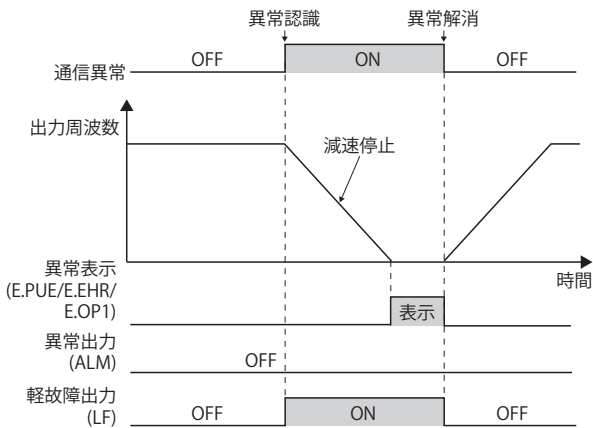 異常認識 異常解消
通信異常 OFF ON OFF
出力周波数
減速停止
時間
異常表示
(E.PUE/E.EHR/
E.OP1)
表示
異常出力
(ALM)
OFF
軽故障出力
(LF)
OFF ON OFF